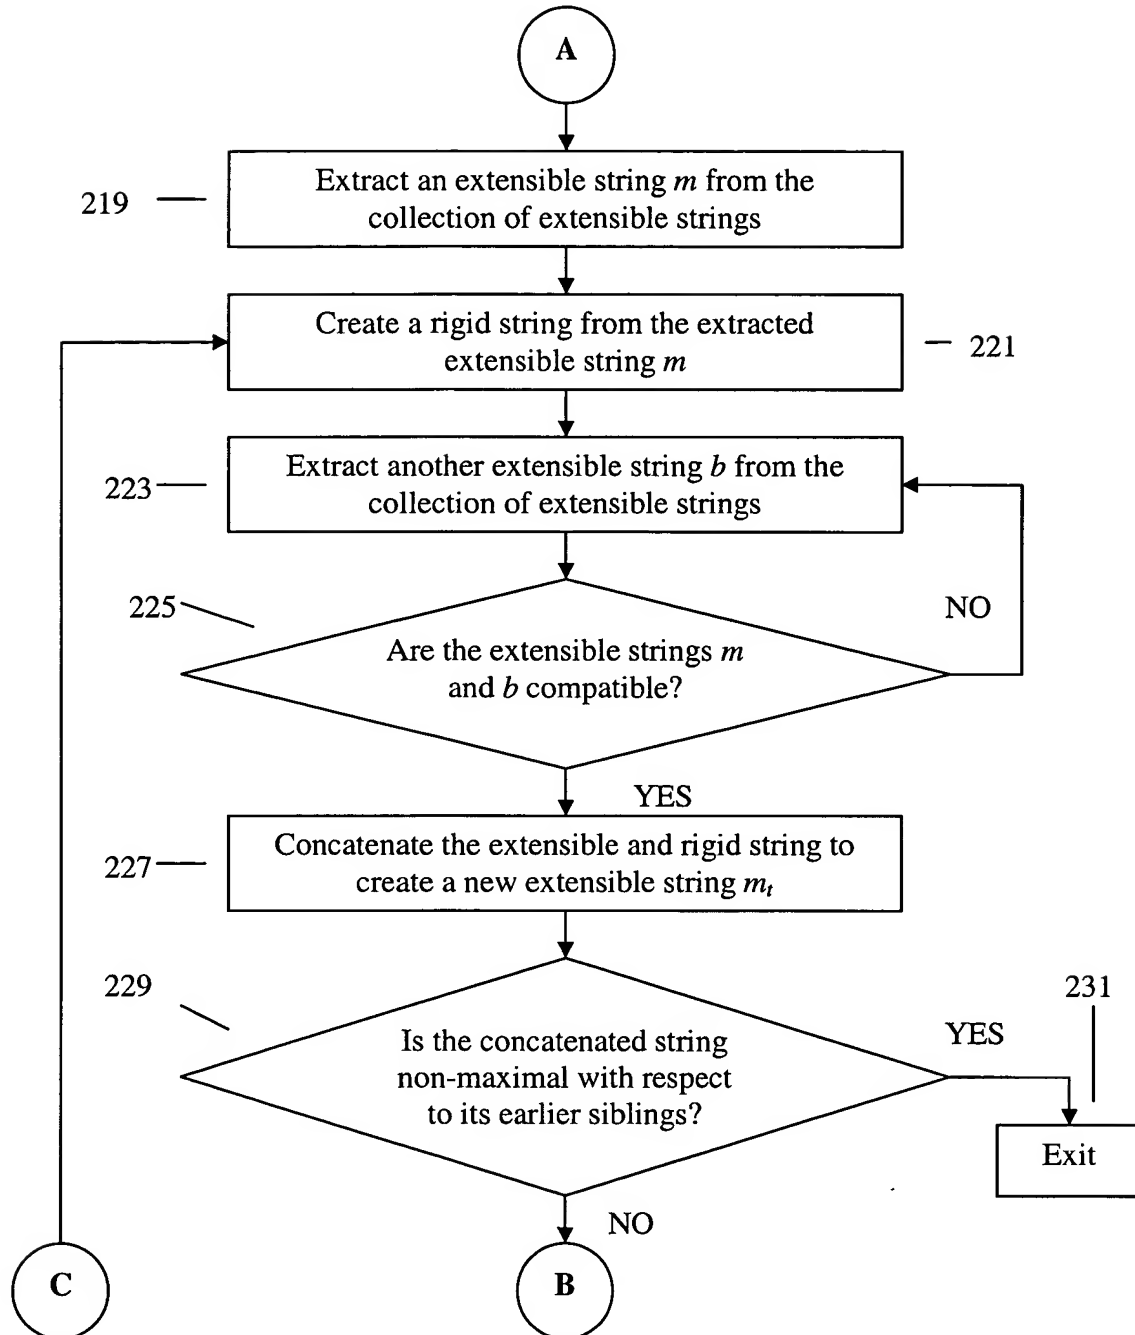 A
219
Extract an extensible string m from the
collection of extensible strings
Create a rigid string from the extracted
extensible string m
221
223
Extract another extensible string b from the
collection of extensible strings
225
NO
Are the extensible strings m
and b compatible?
YES
227
Concatenate the extensible and rigid string to
create a new extensible string mt
229
231
YES
Is the concatenated string
non-maximal with respect
to its earlier siblings?
Exit
NO
C
B